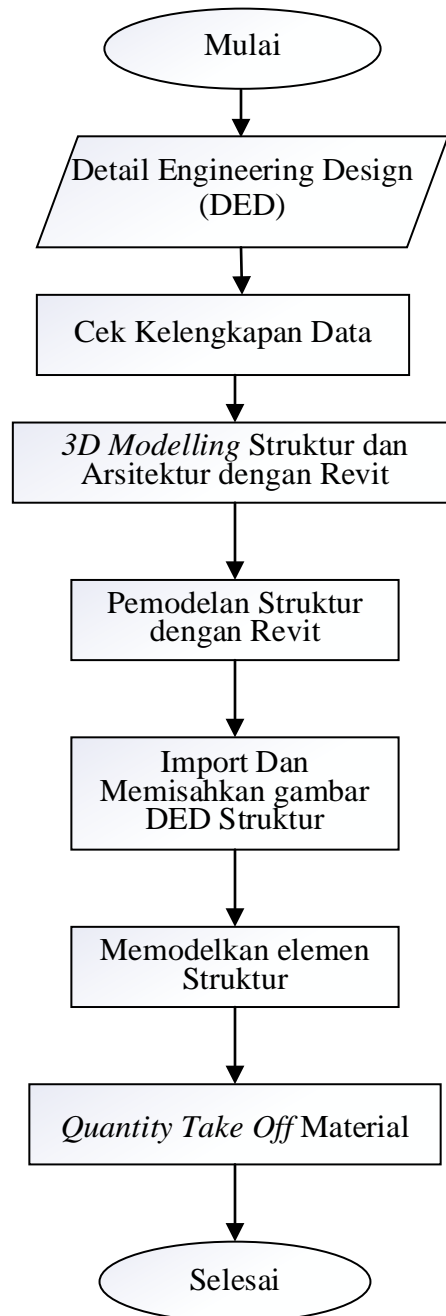 Mulai
Detail Engineering Design
(DED)
Cek Kelengkapan Data
3D Modelling Struktur dan
Arsitektur dengan Revit
Pemodelan Struktur
dengan Revit
Import Dan
Memisahkan gambar
DED Struktur
Memodelkan elemen
Struktur
Quantity Take Off Material
Selesai